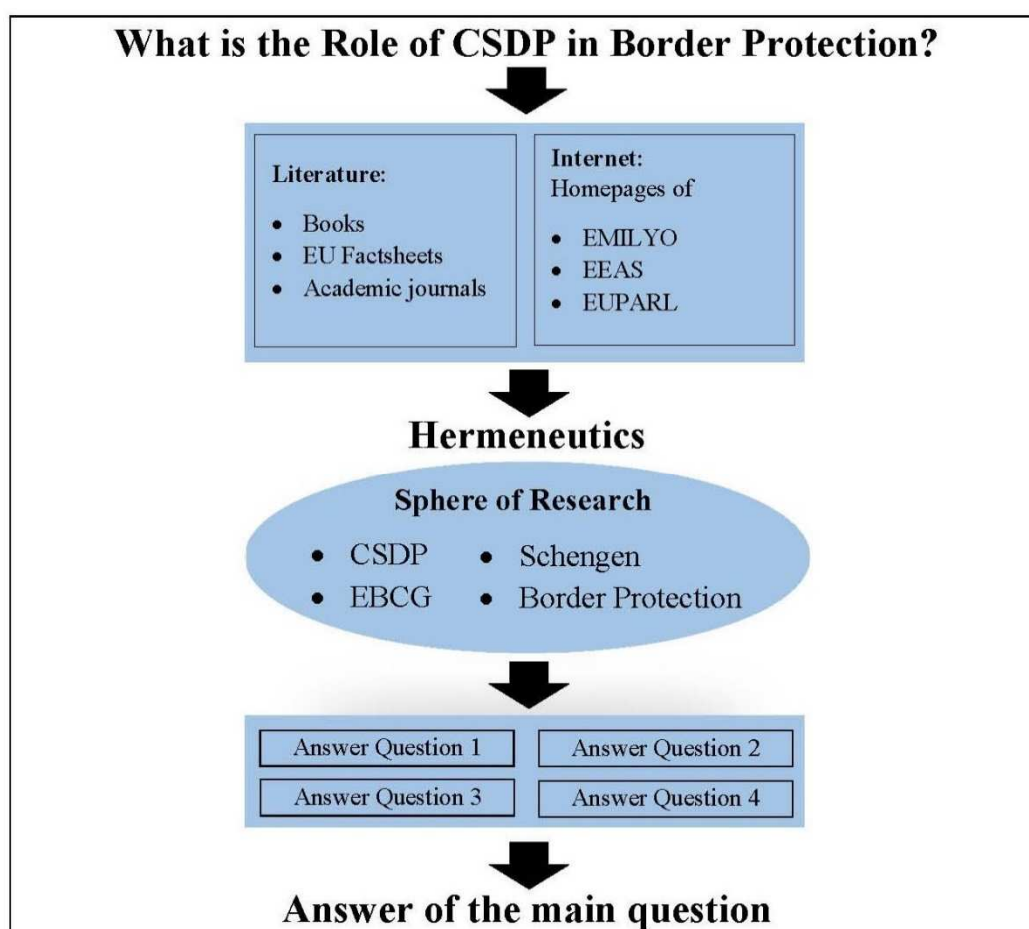 What is the Role of CSDP in Border Protection?
Literature:
• Books
• EU Factsheets
• Academic journals
Internet:
Homepages of
• EMILYO
• EEAS
• EUPARL
Hermeneutics
Sphere of Research
• CSDP
• EBCG
• Schengen
• Border Protection
Answer Question 1
Answer Question 2
Answer Question 3
Answer Question 4
Answer of the main question